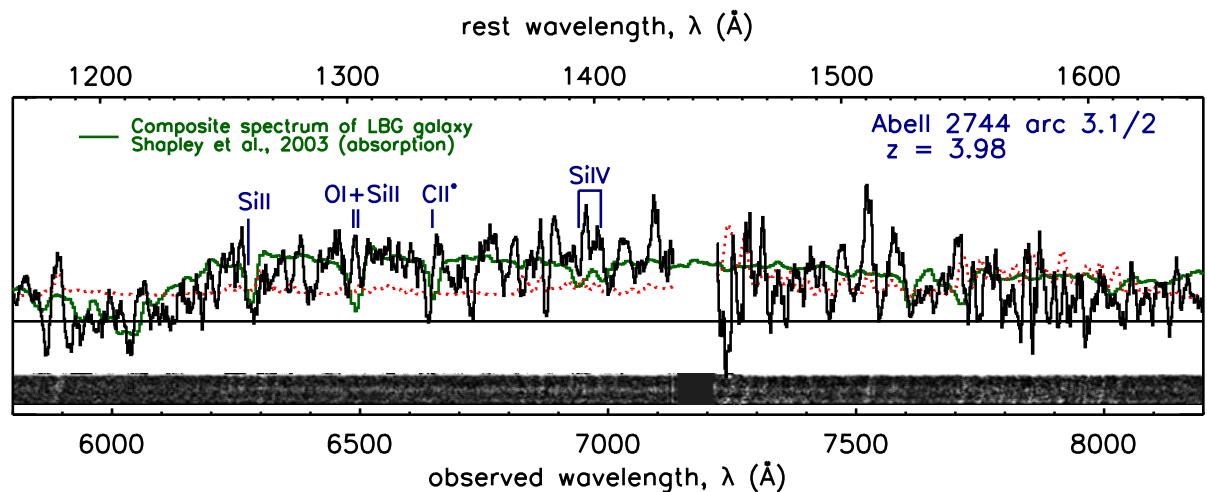 rest wavelength, λ (Å)
1200 1300 1400 1500 1600
Composite spectrum of LBG galaxy
Shapley et al., 2003 (absorption)
Abell 2744 arc 3.1/2
z = 3.98
SiII
OI+SiII
CII*
SiIV
6000 6500 7000 7500 8000
observed wavelength, λ (Å)